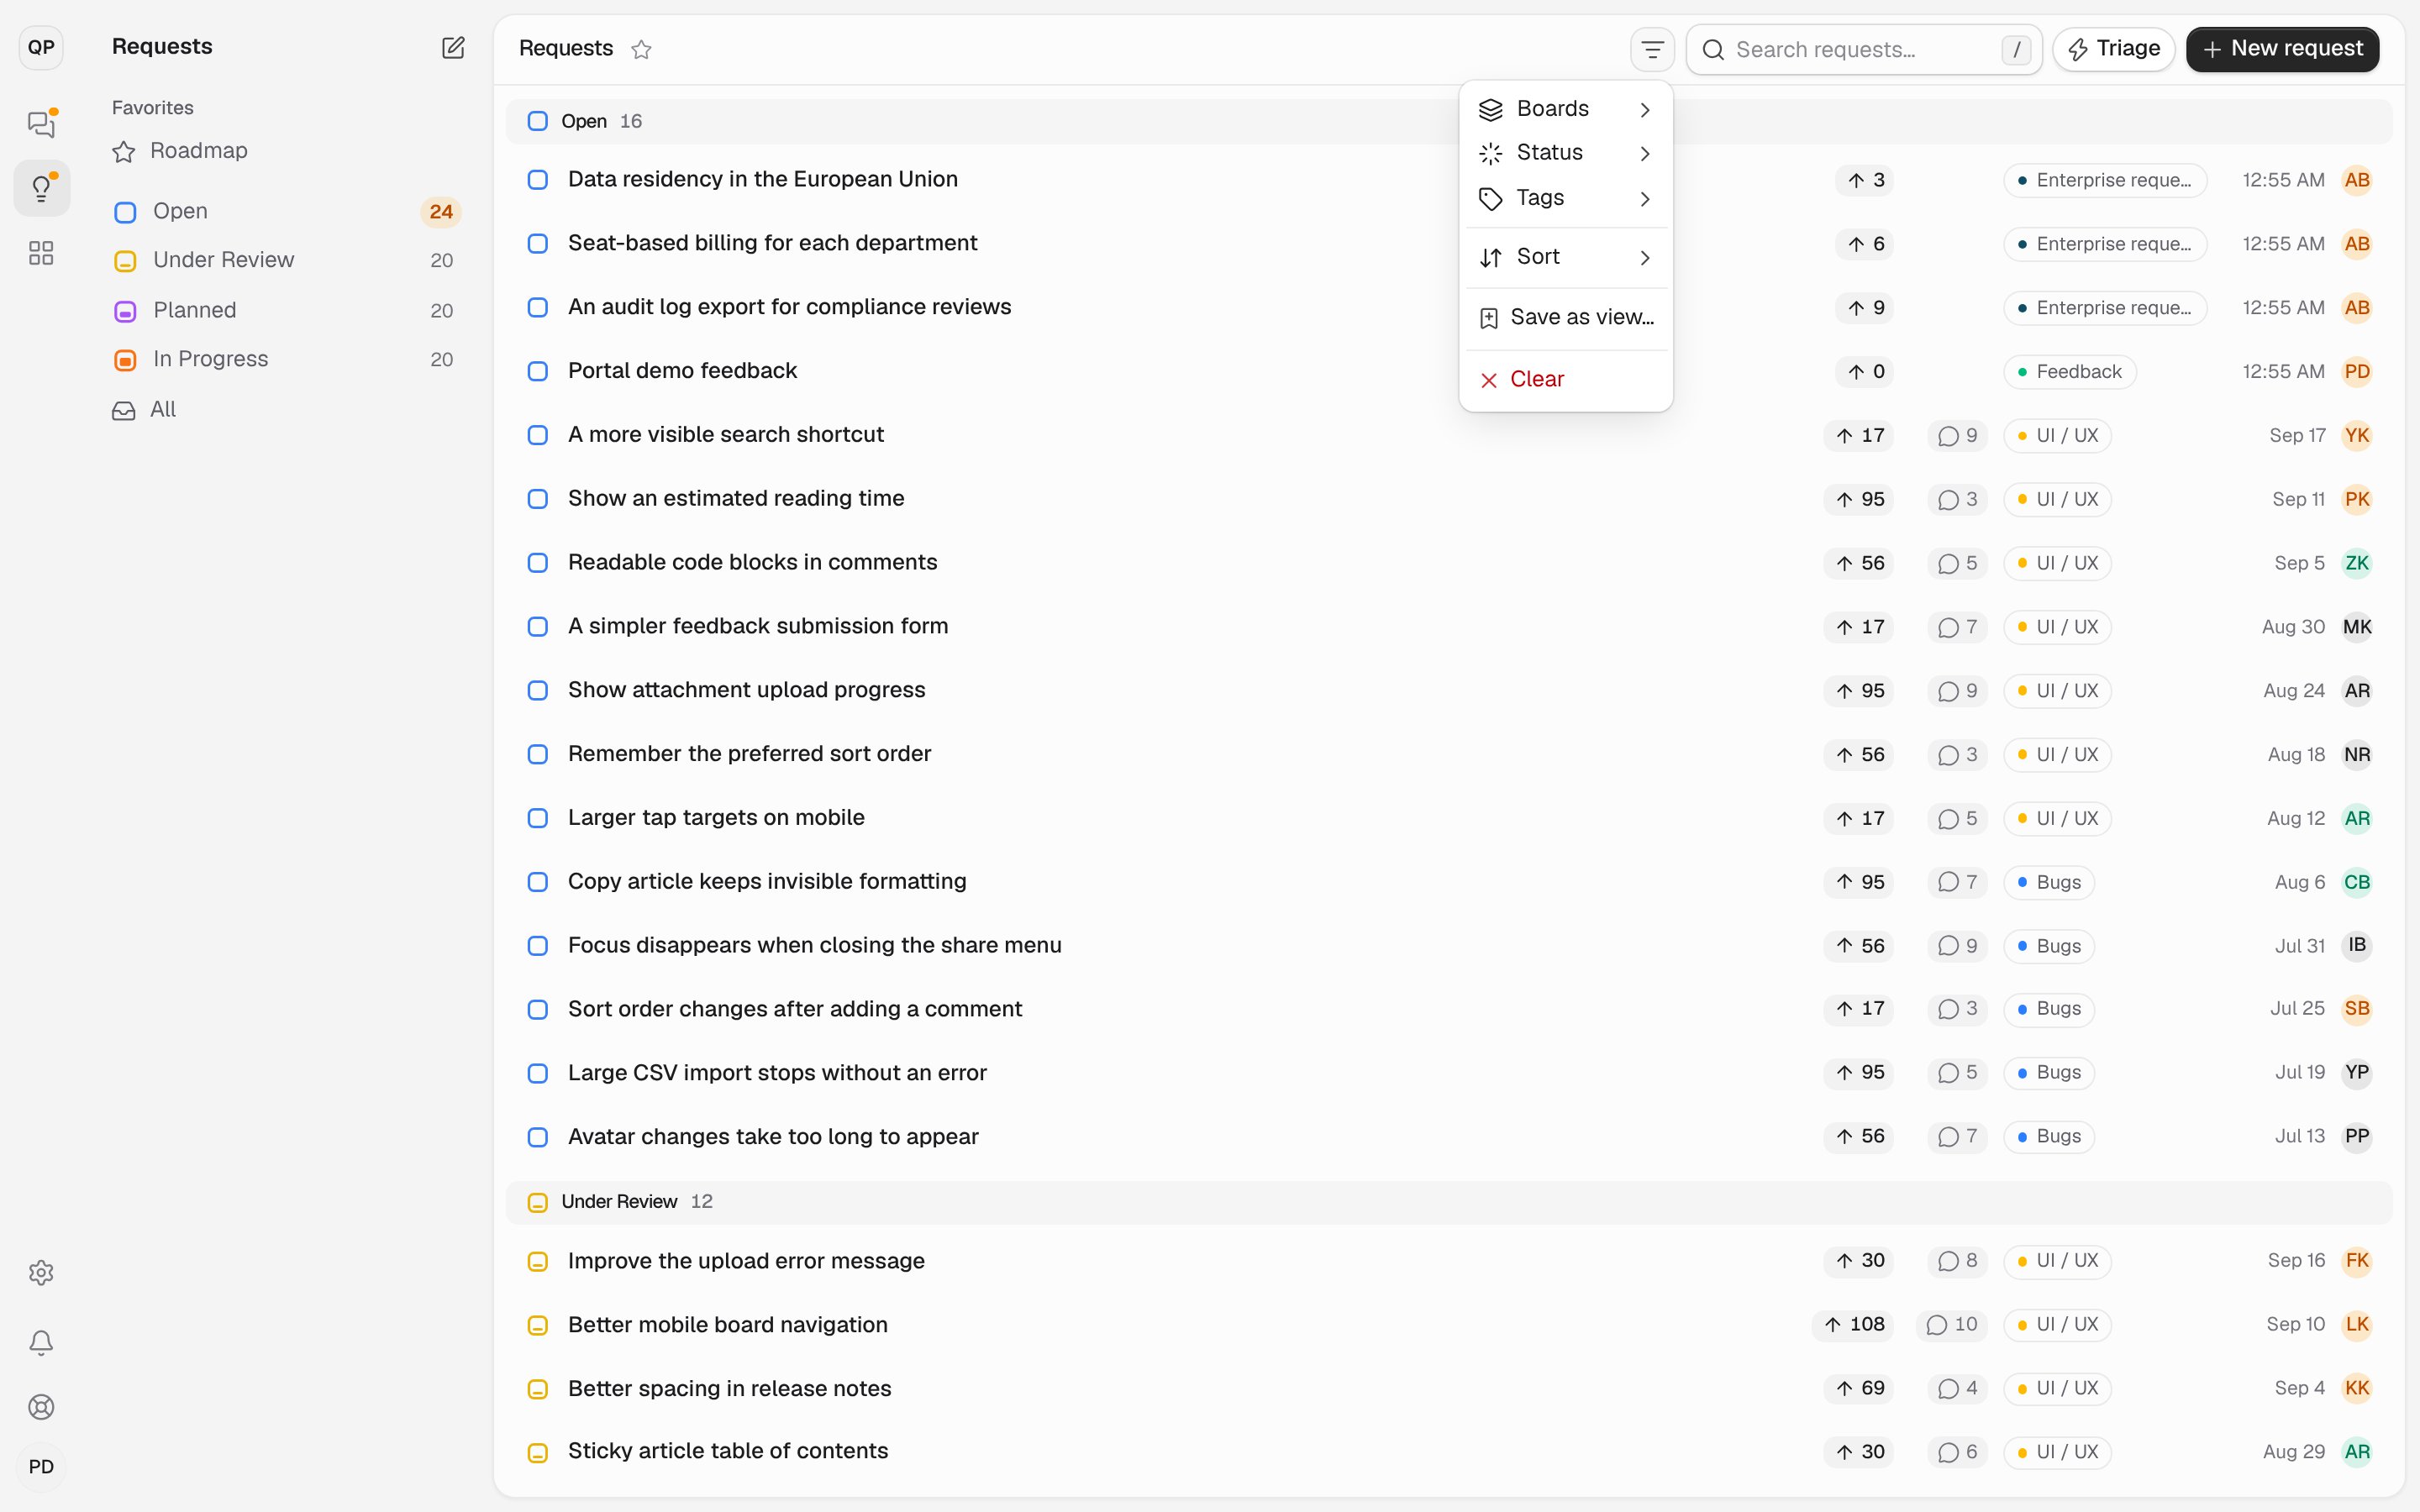 QP
Requests
Favorites
Roadmap
Open 24
Under Review 20
Planned 20
In Progress 20
All
PD
Requests
Search requests... /
Triage
New request
Boards
Status
Tags
Sort
Save as view...
Clear
Open 16
Data residency in the European Union 3 Enterprise reque... 12:55 AM AB
Seat-based billing for each department 6 Enterprise reque... 12:55 AM AB
An audit log export for compliance reviews 9 Enterprise reque... 12:55 AM AB
Portal demo feedback 0 Feedback 12:55 AM PD
A more visible search shortcut 17 9 UI / UX Sep 17 YK
Show an estimated reading time 95 3 UI / UX Sep 11 PK
Readable code blocks in comments 56 5 UI / UX Sep 5 ZK
A simpler feedback submission form 17 7 UI / UX Aug 30 MK
Show attachment upload progress 95 9 UI / UX Aug 24 AR
Remember the preferred sort order 56 3 UI / UX Aug 18 NR
Larger tap targets on mobile 17 5 UI / UX Aug 12 AR
Copy article keeps invisible formatting 95 7 Bugs Aug 6 CB
Focus disappears when closing the share menu 56 9 Bugs Jul 31 IB
Sort order changes after adding a comment 17 3 Bugs Jul 25 SB
Large CSV import stops without an error 95 5 Bugs Jul 19 YP
Avatar changes take too long to appear 56 7 Bugs Jul 13 PP
Under Review 12
Improve the upload error message 30 8 UI / UX Sep 16 FK
Better mobile board navigation 108 10 UI / UX Sep 10 LK
Better spacing in release notes 69 4 UI / UX Sep 4 KK
Sticky article table of contents 30 6 UI / UX Aug 29 AR